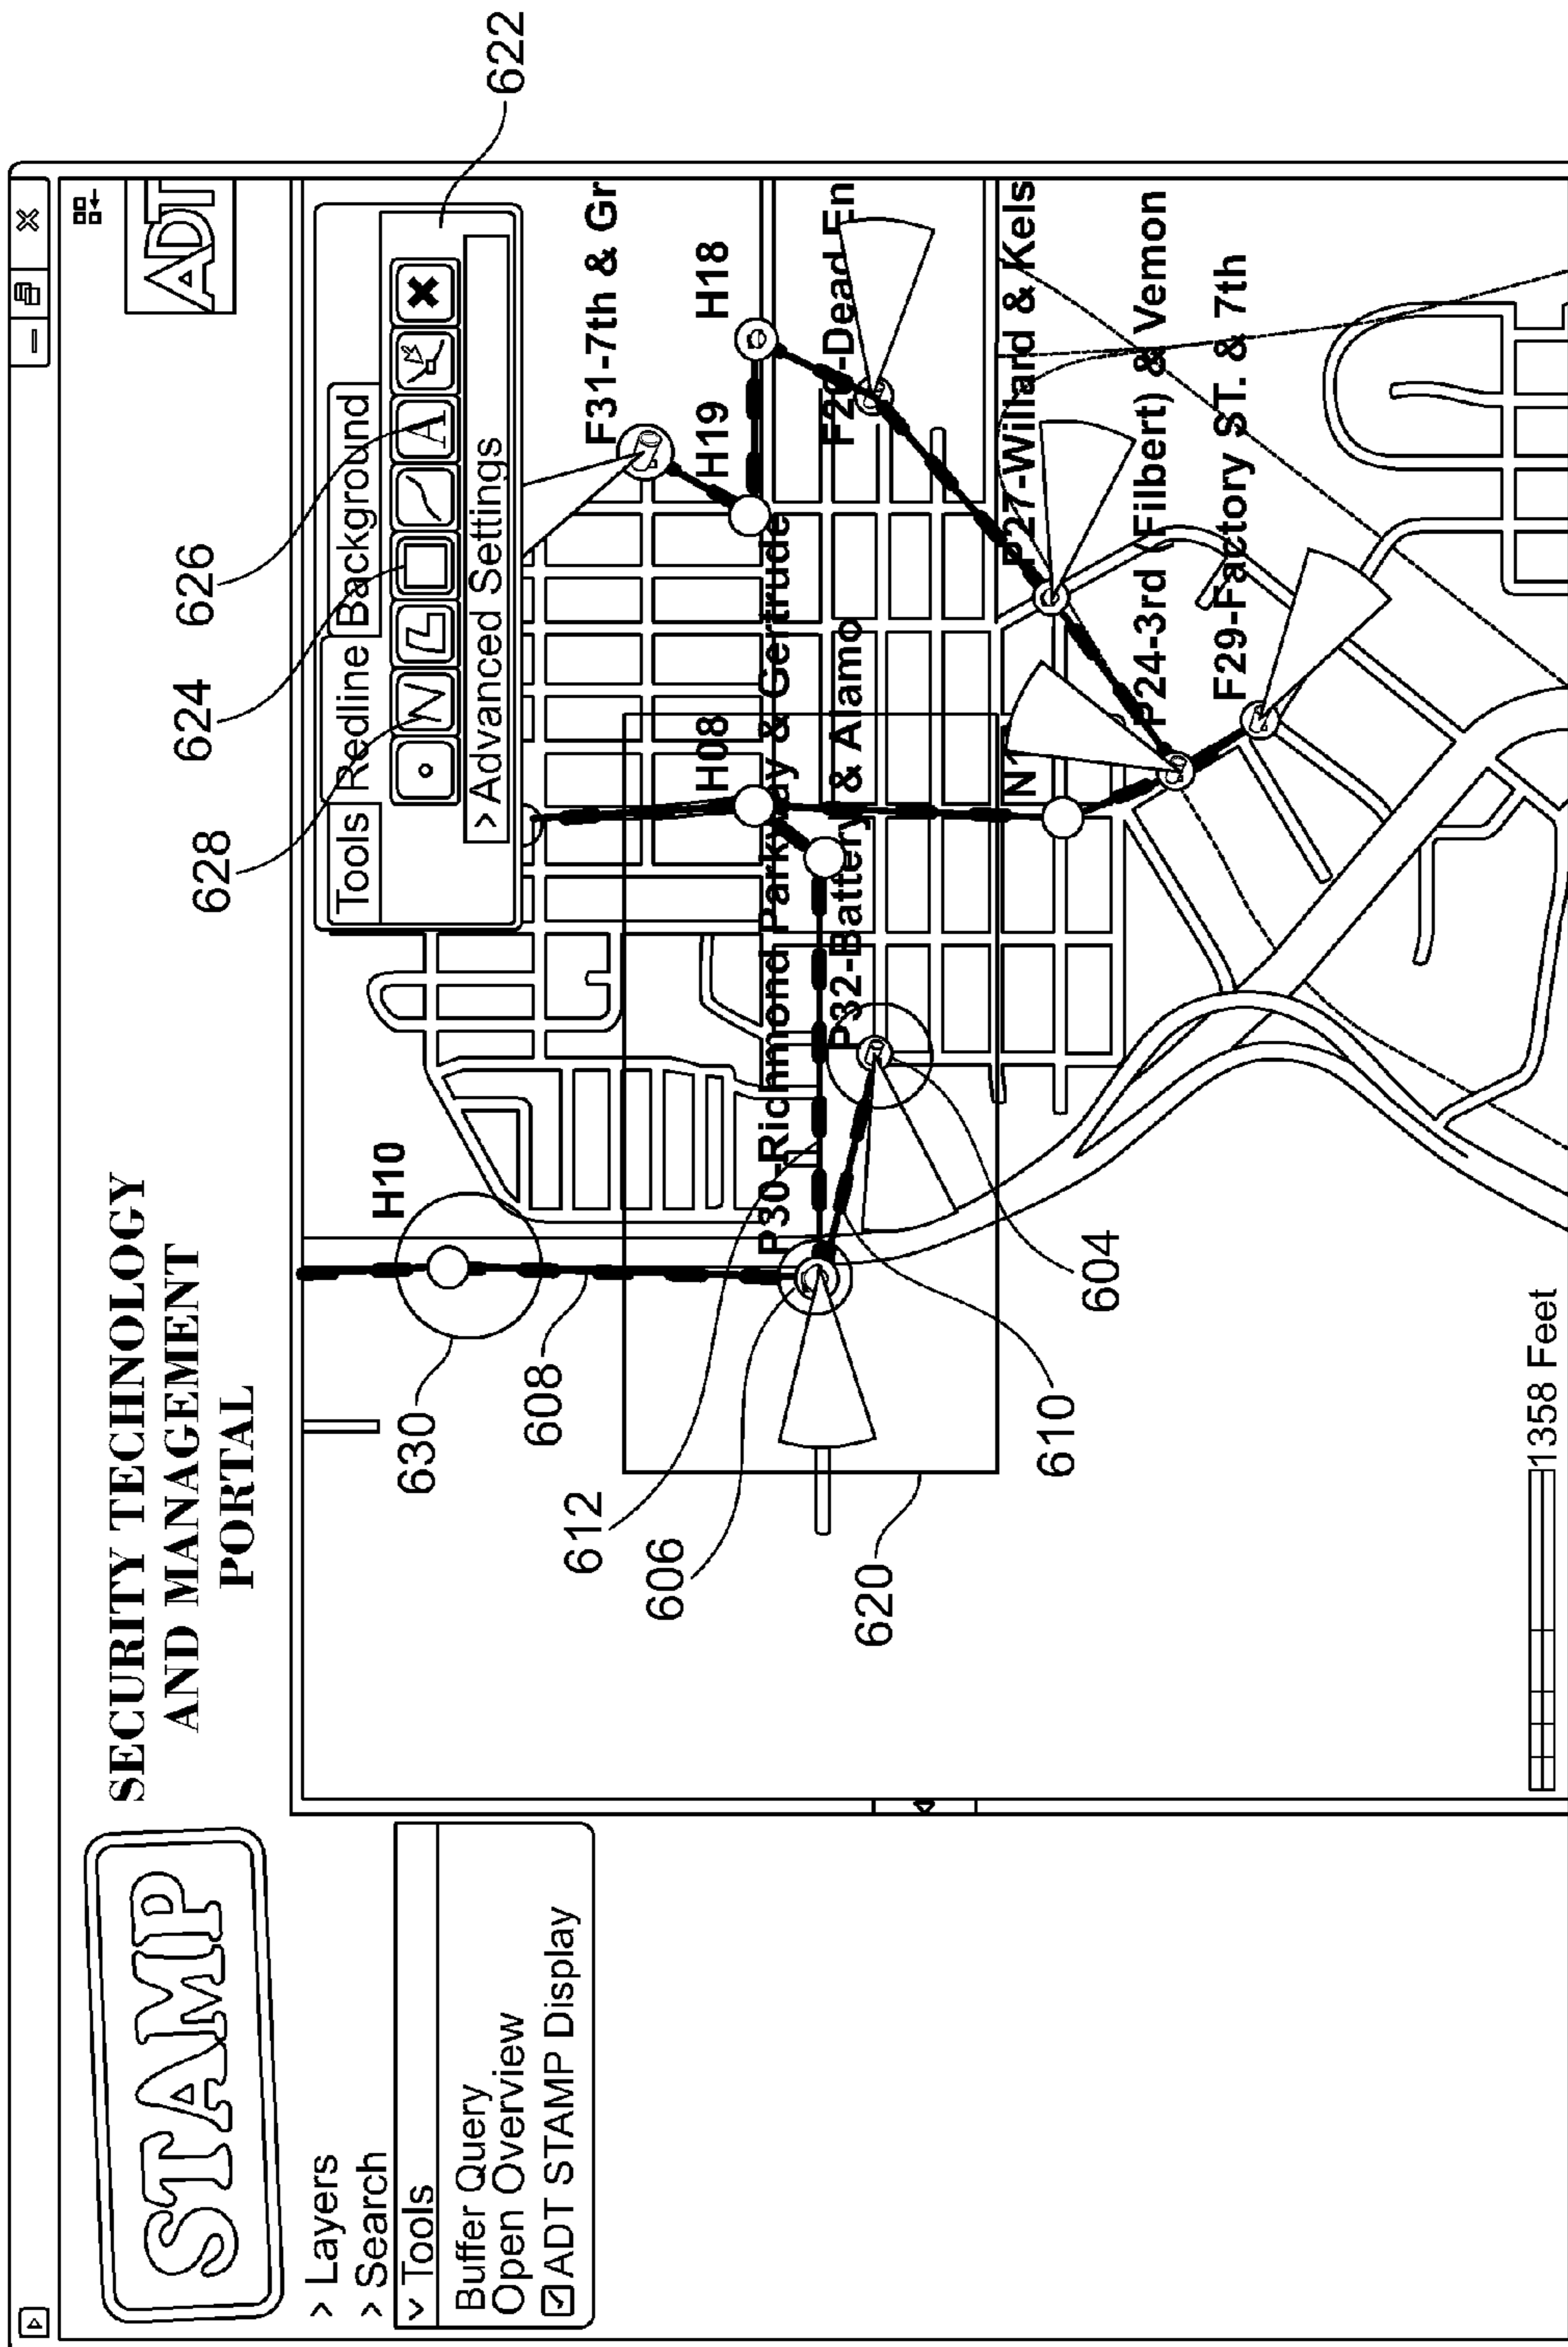 STAMP
SECURITY TECHNOLOGY
AND MANAGEMENT
PORTAL
ADT
> Layers
> Search
v Tools
Buffer Query
Open Overview
ADT STAMP Display
628
624
626
622
Tools
Redline
Background
A
> Advanced Settings
630
H10
608
612
606
620
610
604
F31-7th & Gr
H19
H18
H08
P30-Richmond Parkway & Gertrude
P32-Battery & Alamo
F26-Dead En
N1
P27-Willard & Kels
P24-3rd (Filbert) & Vernon
F29-Factory ST. & 7th
1358 Feet